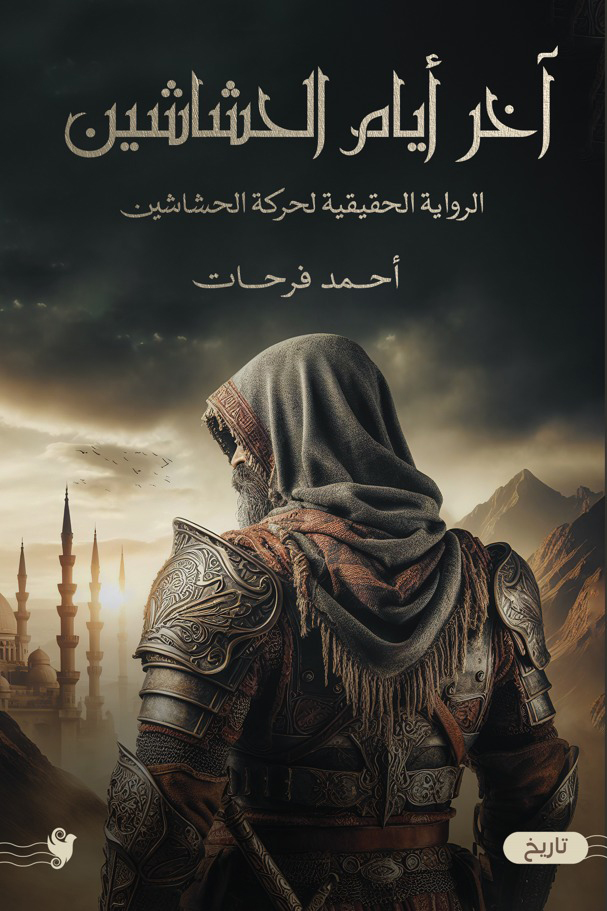 آخر أيام الحشاشين
الرواية الحقيقية لحركة الحشاشين
أحمد فرحات
تاريخ